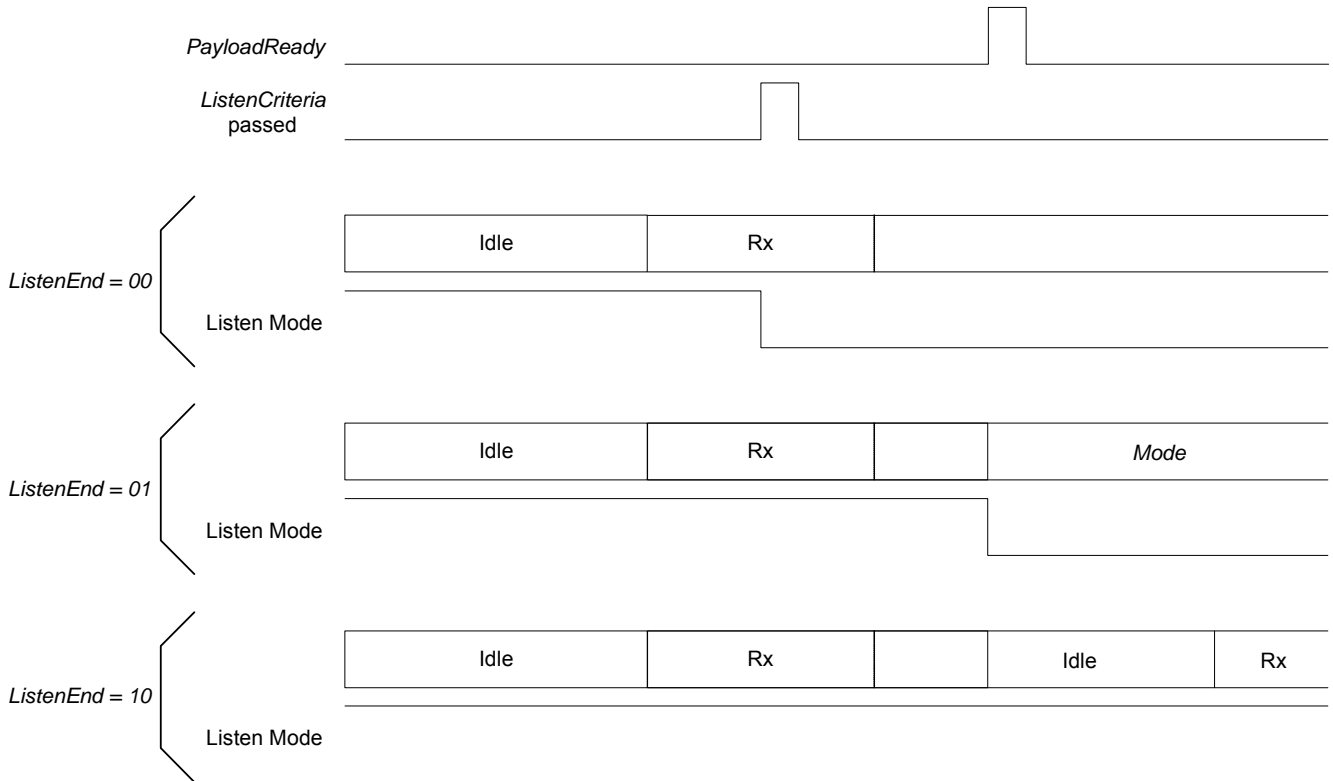 PayloadReady
ListenCriteria
passed
ListenEnd = 00
Idle
Rx
Listen Mode
ListenEnd = 01
Idle
Rx
Mode
Listen Mode
ListenEnd = 10
Idle
Rx
Idle
Rx
Listen Mode